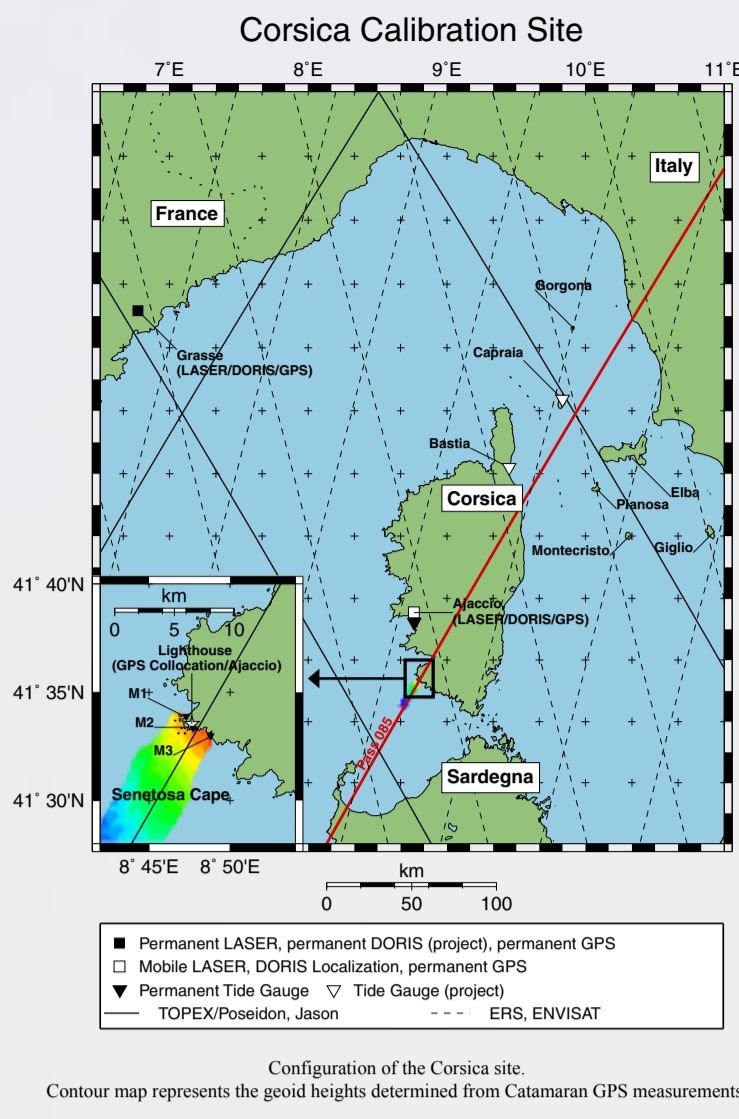 Corsica Calibration Site
7˚E 8˚E 9˚E 10˚E 11˚E
Italy
France
Gorgona
Capraia
Grasse
(LASER/DORIS/GPS)
Bastia
Corsica
Elba
Pianosa
Montecristo
Giglio
41˚ 40'N
km
0 5 10
Ajaccio
(LASER/DORIS/GPS)
Lighthouse
(GPS Collocation/Ajaccio)
41˚ 35'N
M1
M2
M3
Pass 085
Sardegna
Senetosa Cape
41˚ 30'N
8˚ 45'E 8˚ 50'E
km
0 50 100
Permanent LASER, permanent DORIS (project), permanent GPS
Mobile LASER, DORIS Localization, permanent GPS
Permanent Tide Gauge Tide Gauge (project)
TOPEX/Poseidon, Jason ERS, ENVISAT
Configuration of the Corsica site.
Contour map represents the geoid heights determined from Catamaran GPS measurements